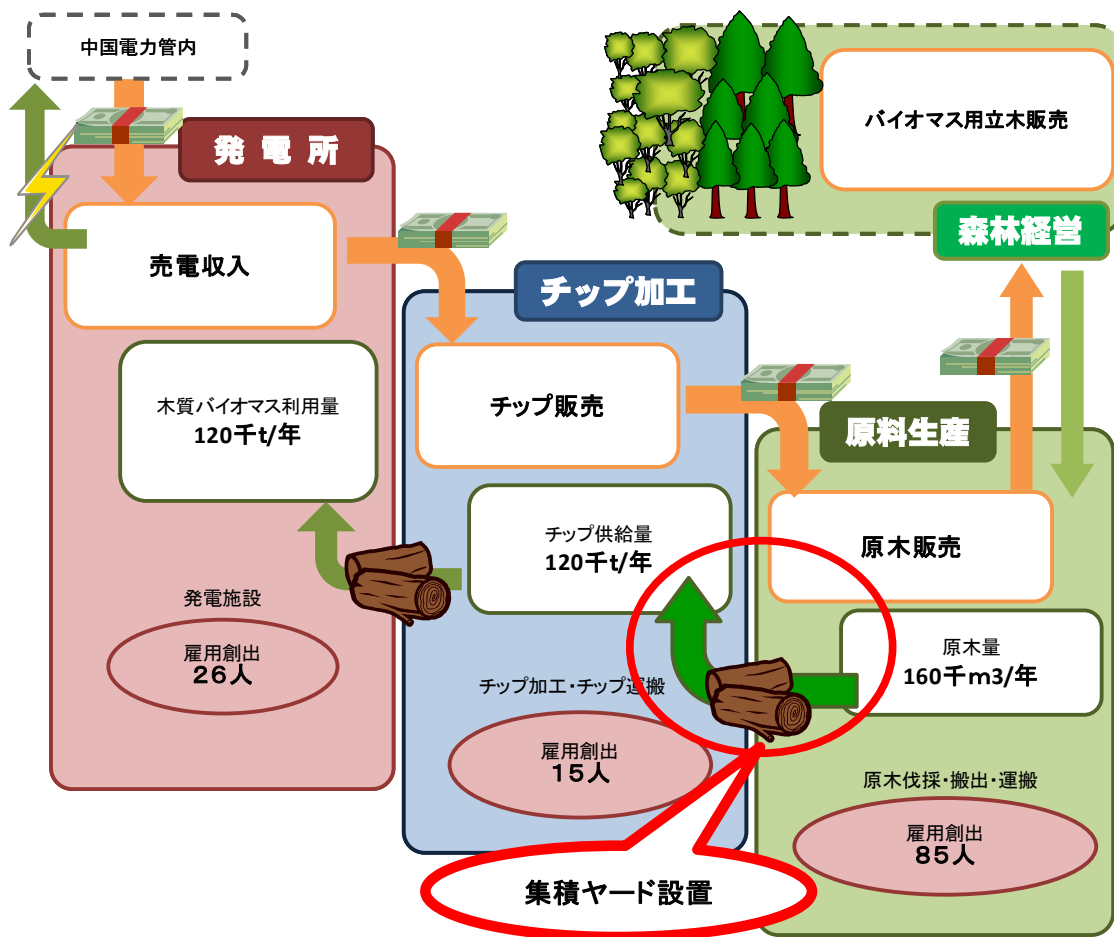 中国電力管内
発電所
売電収入
木質バイオマス利用量
120千t/年
発電施設
雇用創出
26人
チップ加工
チップ販売
チップ供給量
120千t/年
チップ加工・チップ運搬
雇用創出
15人
バイオマス用立木販売
森林経営
原料生産
原木販売
原木量
160千m3/年
原木伐採・搬出・運搬
雇用創出
85人
集積ヤード設置